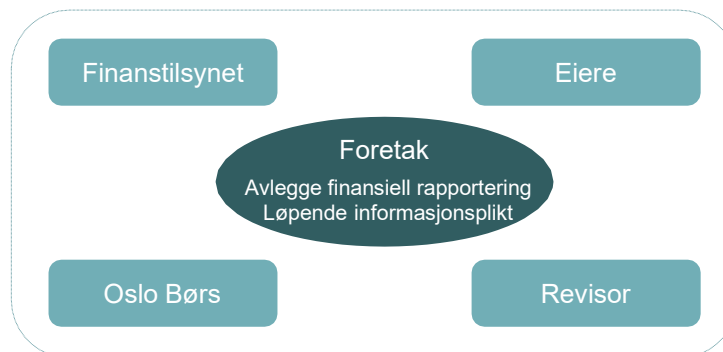 Finanstilsynet
Eiere
Foretak
Avlegge finansiell rapportering
Løpende informasjonsplikt
Oslo Børs
Revisor